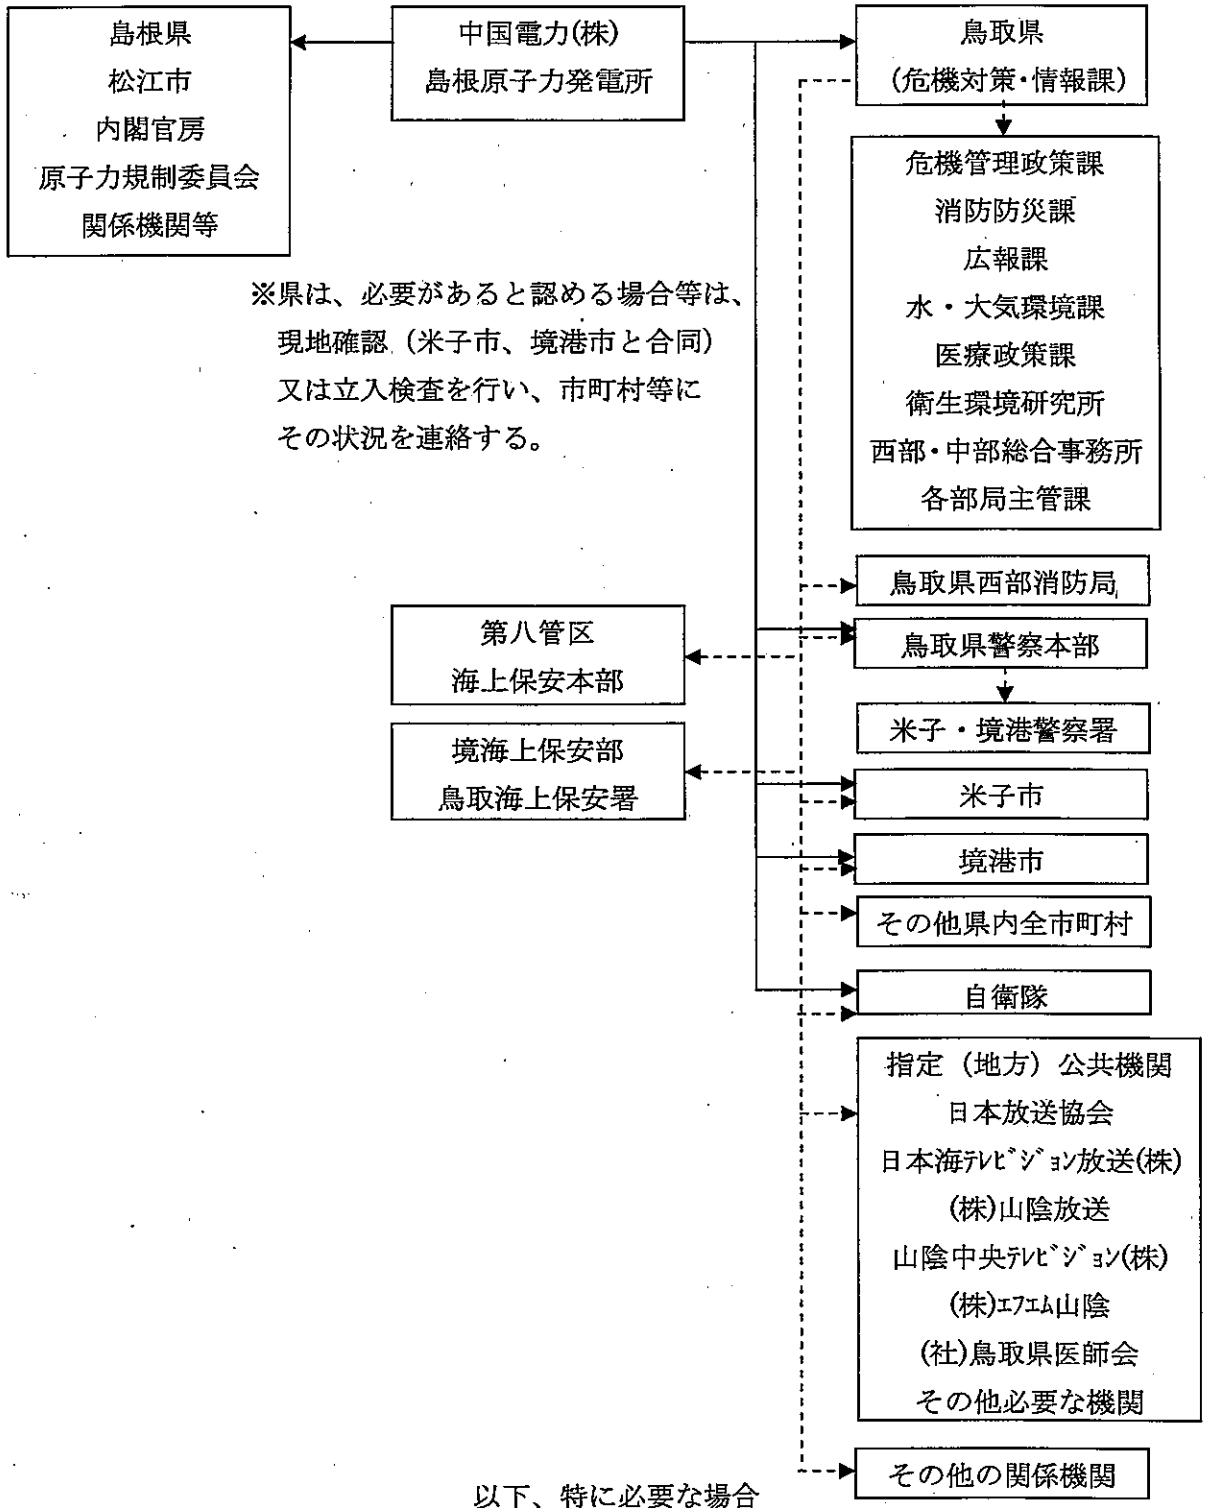 島根県
松江市
内閣官房
原子力規制委員会
関係機関等
中国電力(株)
島根原子力発電所
鳥取県
(危機対策・情報課)
危機管理政策課
消防防災課
広報課
水・大気環境課
医療政策課
衛生環境研究所
西部・中部総合事務所
各部局主管課
※県は、必要があると認める場合等は、
現地確認（米子市、境港市と合同）
又は立入検査を行い、市町村等に
その状況を連絡する。
鳥取県西部消防局
第八管区
海上保安本部
鳥取県警察本部
米子・境港警察署
境海上保安部
鳥取海上保安署
米子市
境港市
その他県内全市町村
自衛隊
指定（地方）公共機関
日本放送協会
日本海ﾃﾚﾋﾞｼﾞｮﾝ放送(株)
(株)山陰放送
山陰中央ﾃﾚﾋﾞｼﾞｮﾝ(株)
(株)ｴﾌｴﾑ山陰
(社)鳥取県医師会
その他必要な機関
その他の関係機関
以下、特に必要な場合